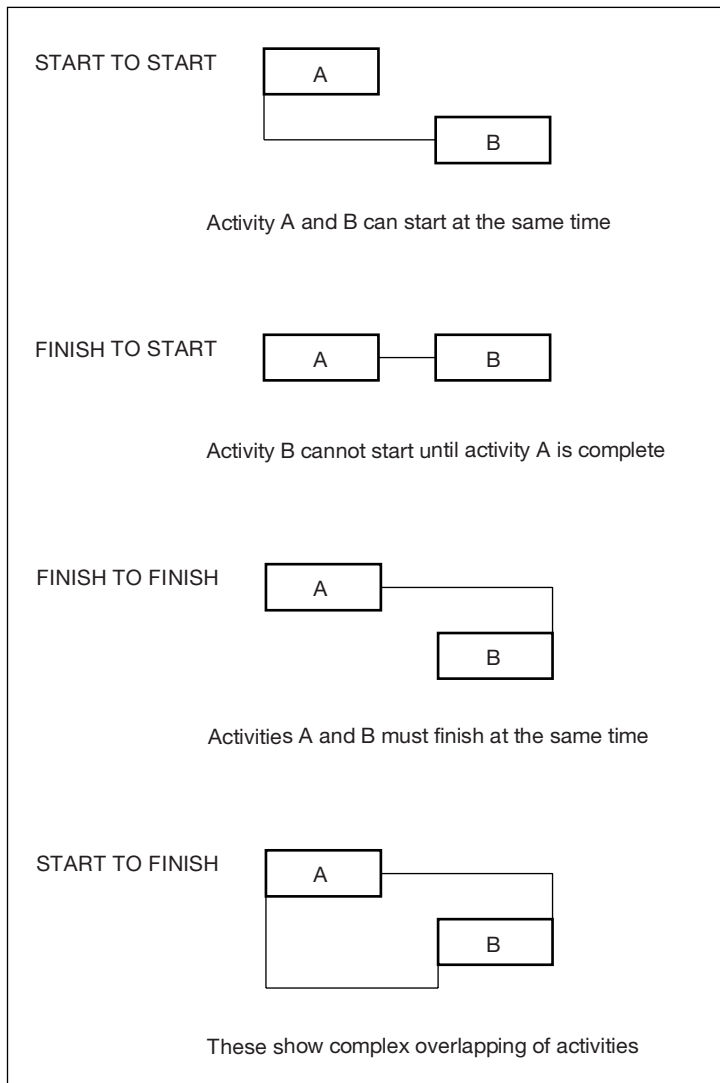 START TO START
A
B
Activity A and B can start at the same time
FINISH TO START
A
B
Activity B cannot start until activity A is complete
FINISH TO FINISH
A
B
Activities A and B must finish at the same time
START TO FINISH
A
B
These show complex overlapping of activities